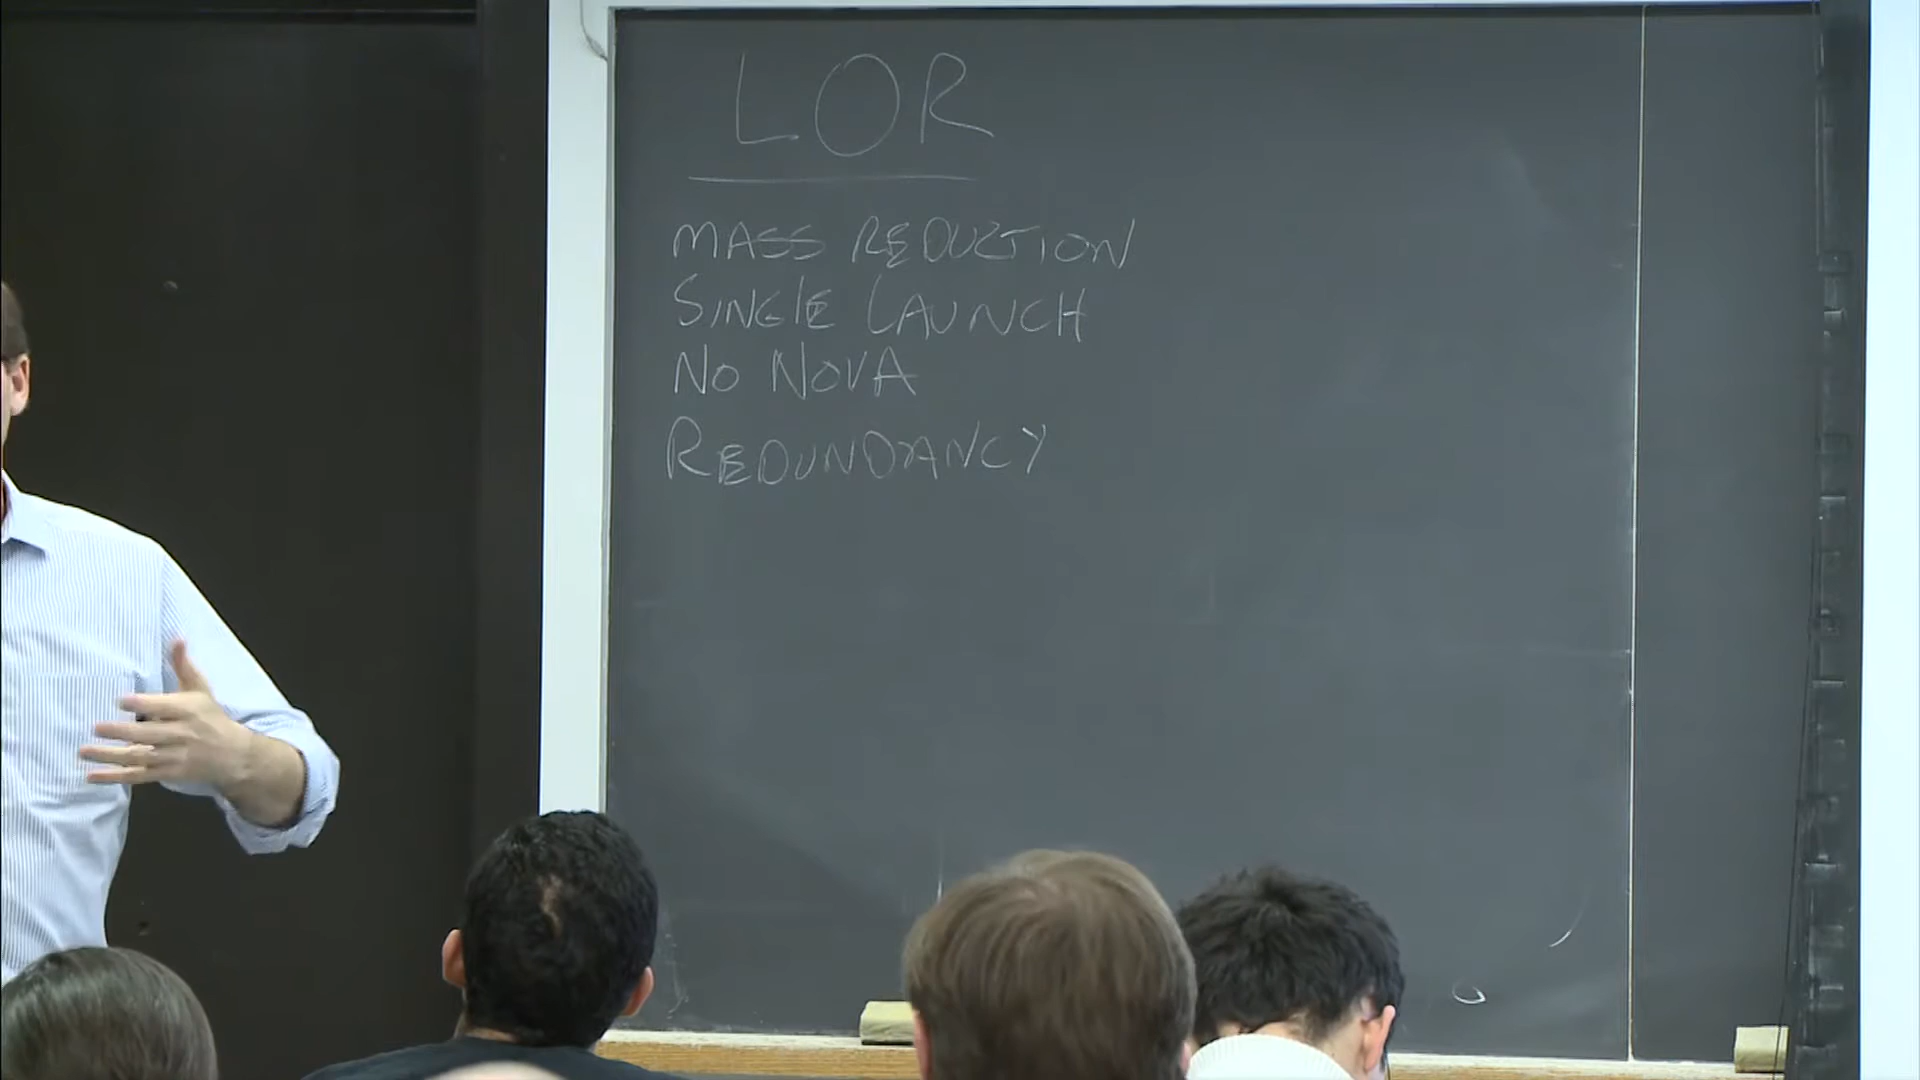 LOR
MASS REDUCTION
SINGLE LAUNCH
NO NOVA
REDUNDANCY